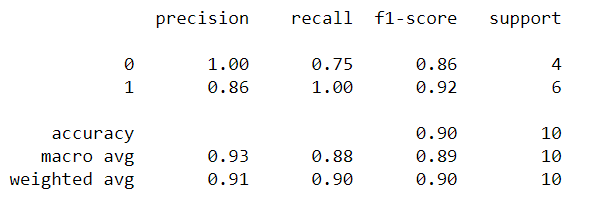 precision recall f1-score support
0 1.00 0.75 0.86 4
1 0.86 1.00 0.92 6
accuracy 0.90 10
macro avg 0.93 0.88 0.89 10
weighted avg 0.91 0.90 0.90 10